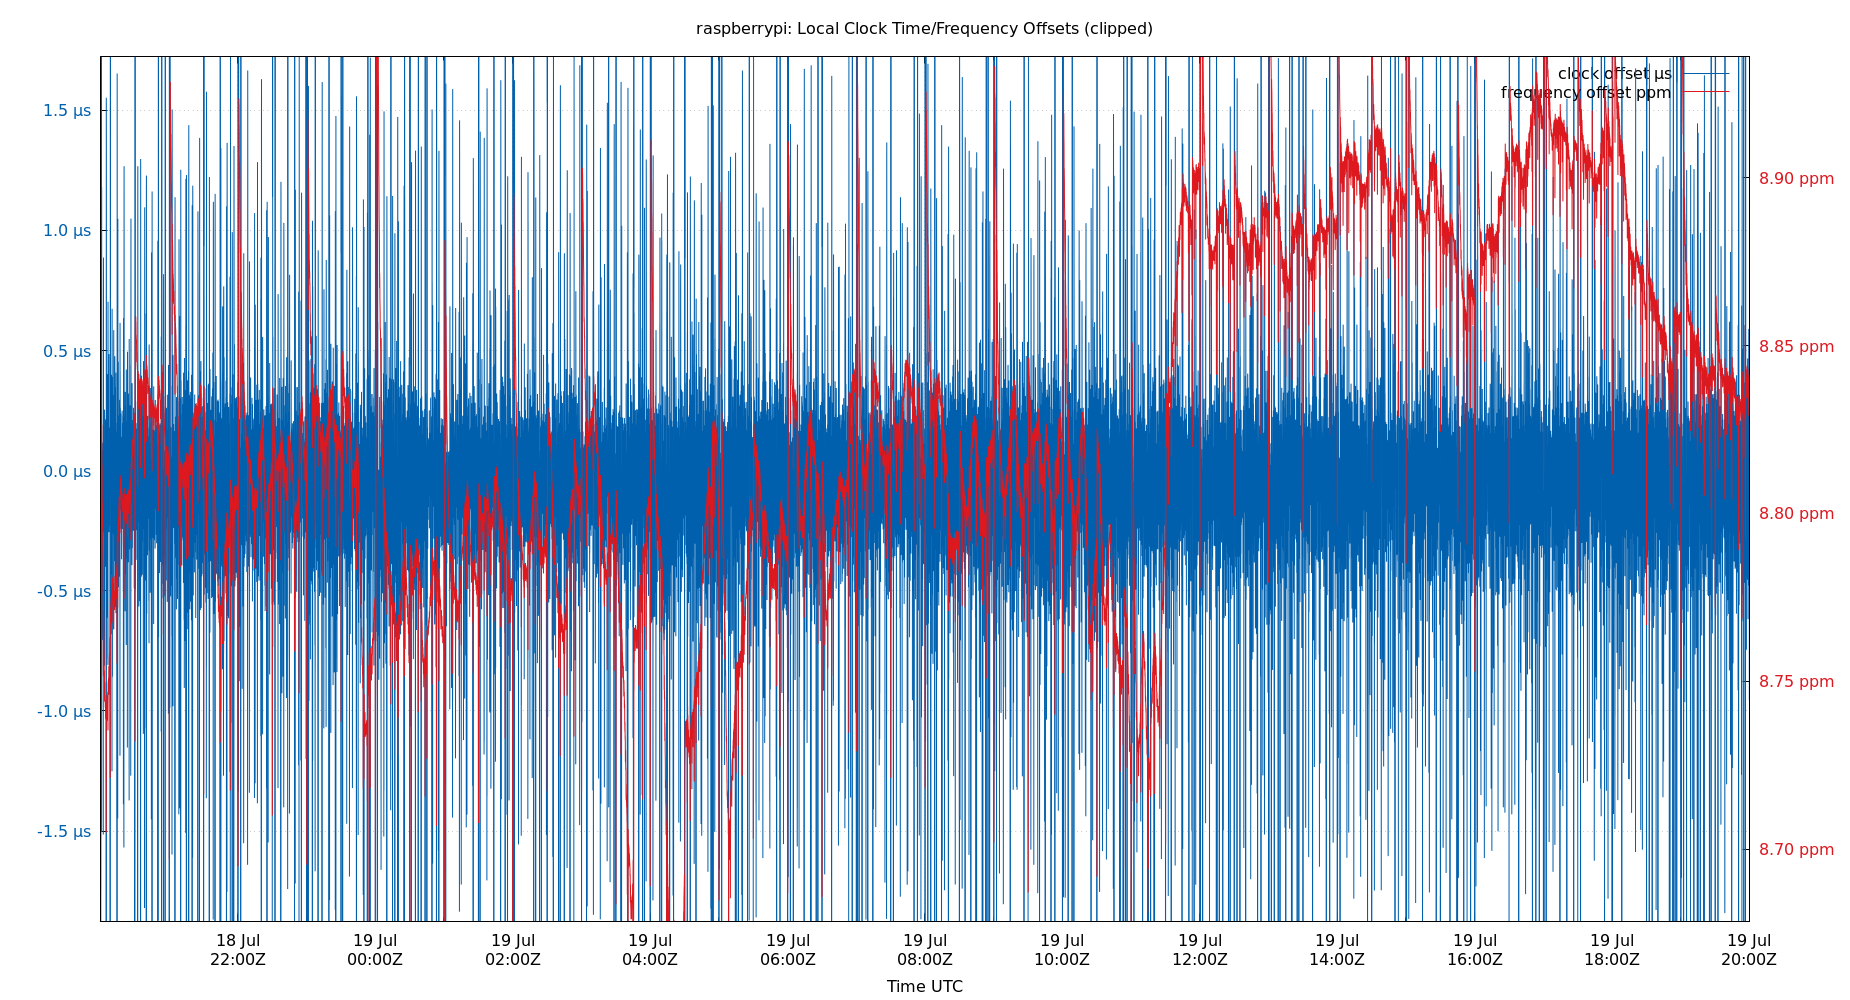 raspberrypi: Local Clock Time/Frequency Offsets (clipped)
clock offset µs
frequency offset ppm
1.5 µs
1.0 µs
0.5 µs
0.0 µs
-0.5 µs
-1.0 µs
-1.5 µs
8.90 ppm
8.85 ppm
8.80 ppm
8.75 ppm
8.70 ppm
18 Jul
22:00Z
19 Jul
00:00Z
19 Jul
02:00Z
19 Jul
04:00Z
19 Jul
06:00Z
19 Jul
08:00Z
19 Jul
10:00Z
19 Jul
12:00Z
19 Jul
14:00Z
19 Jul
16:00Z
19 Jul
18:00Z
19 Jul
20:00Z
Time UTC